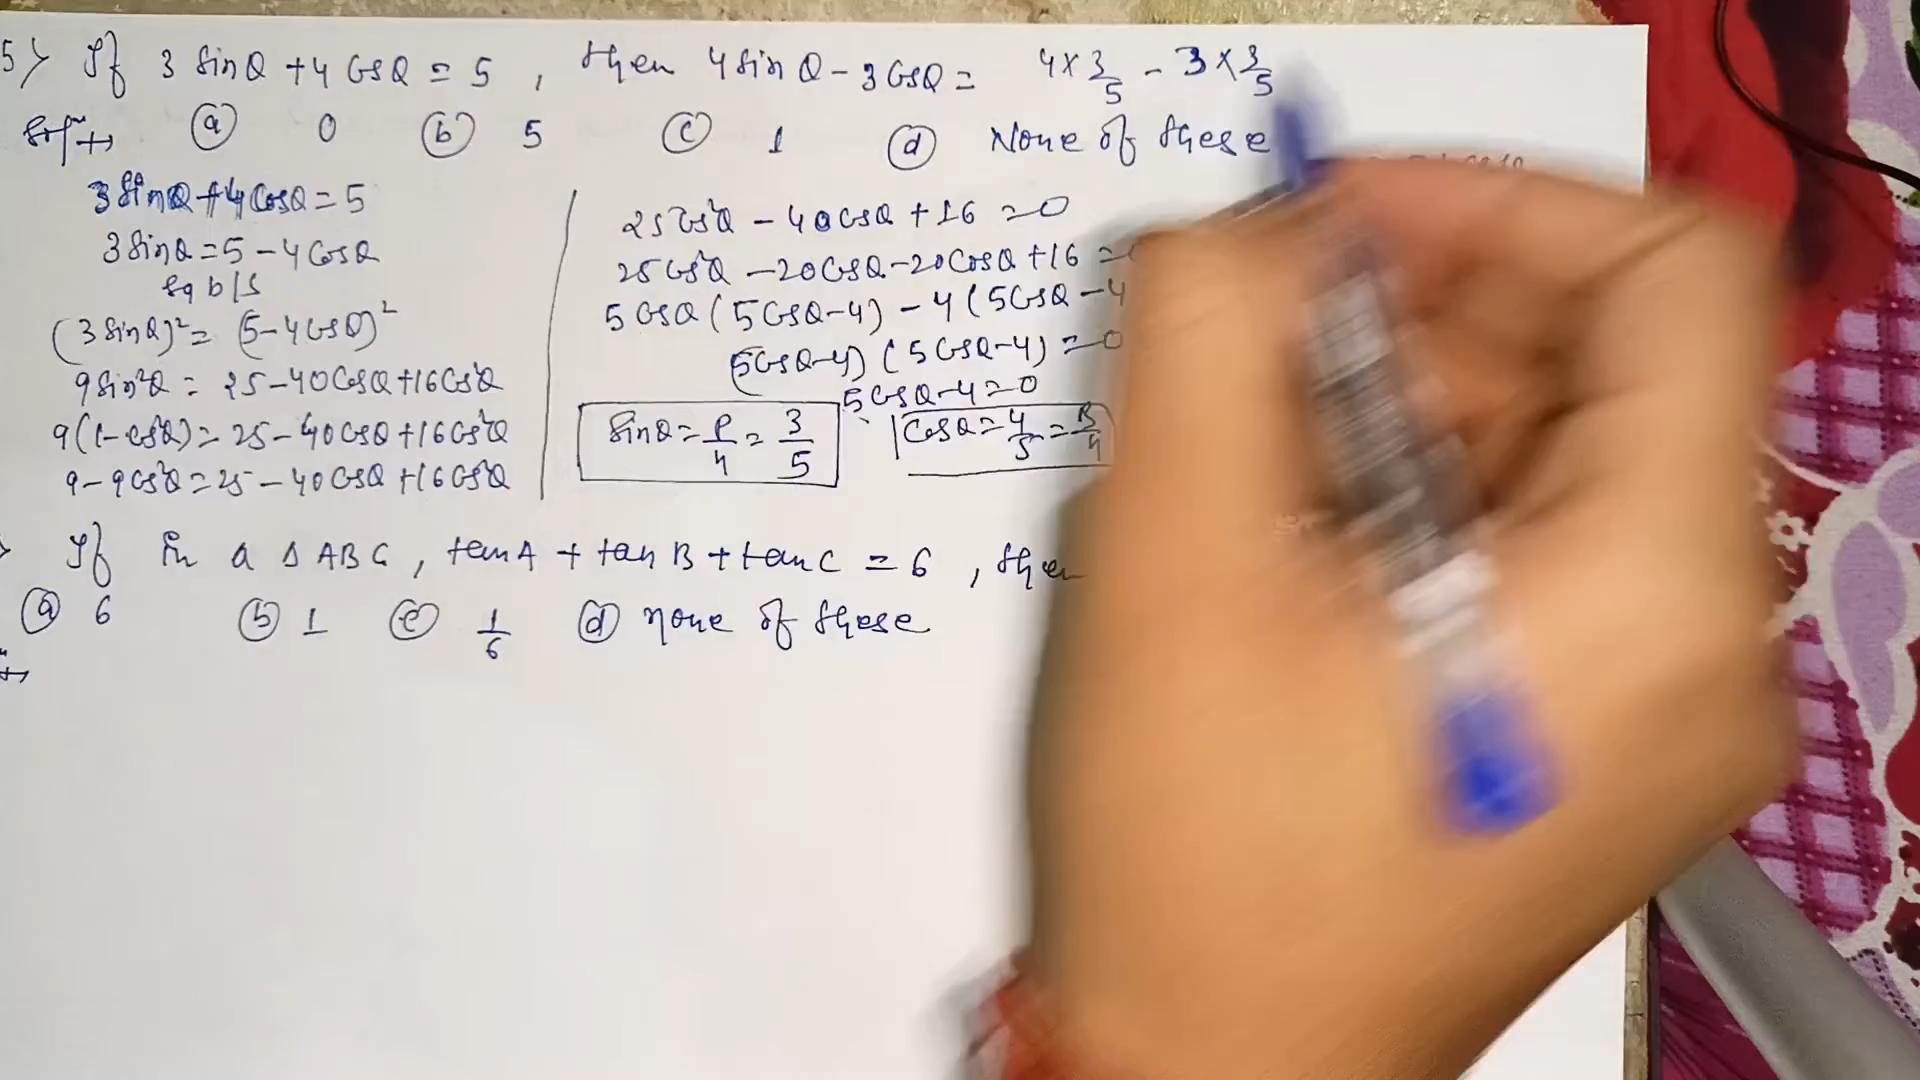 5> If 3 sinθ + 4 cosθ = 5 , then 4 sinθ - 3 cosθ = 4 × 3/5 - 3 × 3/5
Solⁿ→ (a) 0 (b) 5 (c) 1 (d) None of these
3 sinθ + 4 cosθ = 5
3 sinθ = 5 - 4 cosθ
Sq b/s
(3 sinθ)² = (5 - 4 cosθ)²
9 sin²θ = 25 - 40 cosθ + 16 cos²θ
9(1 - cos²θ) = 25 - 40 cosθ + 16 cos²θ
9 - 9 cos²θ = 25 - 40 cosθ + 16 cos²θ
25 cos²θ - 40 cosθ + 16 = 0
25 cos²θ - 20 cosθ - 20 cosθ + 16 =
5 cosθ (5 cosθ - 4) - 4 (5 cosθ - 4
(5 cosθ - 4) (5 cosθ - 4) = 0
5 cosθ - 4 = 0
sinθ = P/h = 3/5 cosθ = 4/5 = B/h
If in a Δ ABC , tan A + tan B + tan C = 6 , then
(a) 6 (b) 1 (c) 1/6 (d) none of these